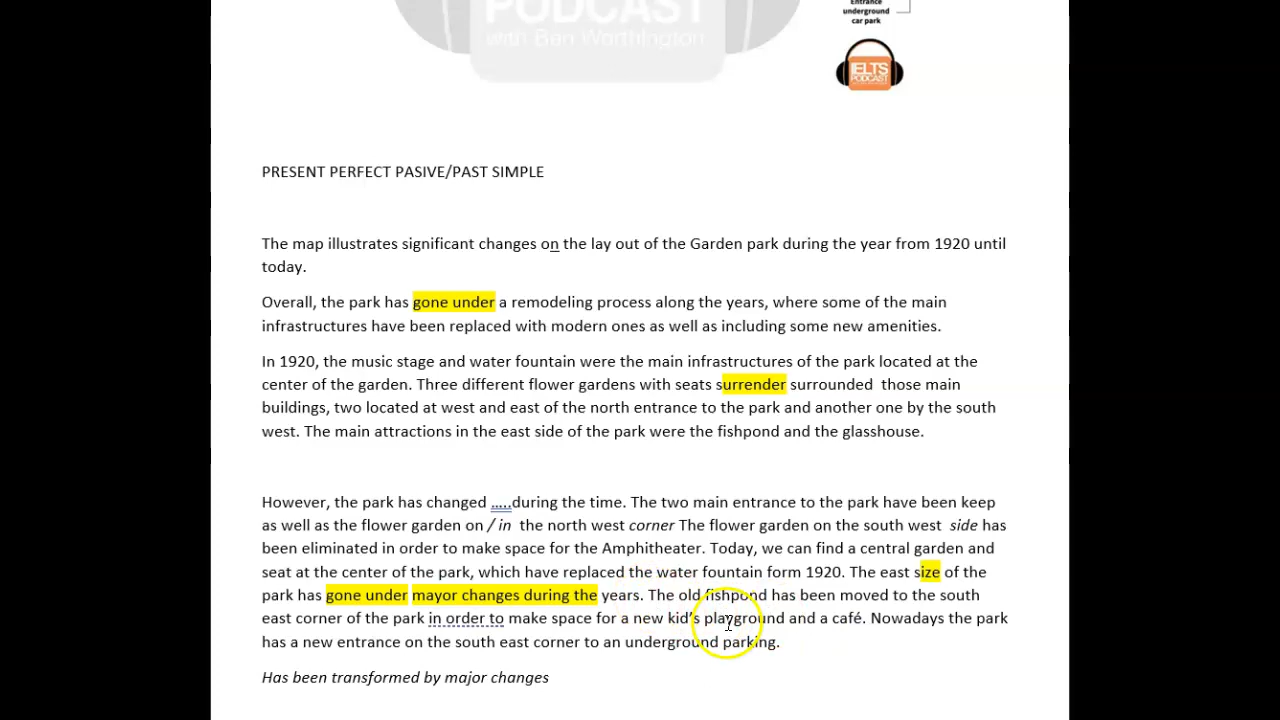 PODCAST
with Ben Worthington
Entrance
underground
car park
IELTS
PODCAST
PRESENT PERFECT PASIVE/PAST SIMPLE
The map illustrates significant changes on the lay out of the Garden park during the year from 1920 until
today.
Overall, the park has gone under a remodeling process along the years, where some of the main
infrastructures have been replaced with modern ones as well as including some new amenities.
In 1920, the music stage and water fountain were the main infrastructures of the park located at the
center of the garden. Three different flower gardens with seats surrender surrounded  those main
buildings, two located at west and east of the north entrance to the park and another one by the south
west. The main attractions in the east side of the park were the fishpond and the glasshouse.
However, the park has changed .....during the time. The two main entrance to the park have been keep
as well as the flower garden on / in  the north west corner The flower garden on the south west  side has
been eliminated in order to make space for the Amphitheater. Today, we can find a central garden and
seat at the center of the park, which have replaced the water fountain form 1920. The east size of the
park has gone under mayor changes during the years. The old fishpond has been moved to the south
east corner of the park in order to make space for a new kid's playground and a café. Nowadays the park
has a new entrance on the south east corner to an underground parking.
Has been transformed by major changes